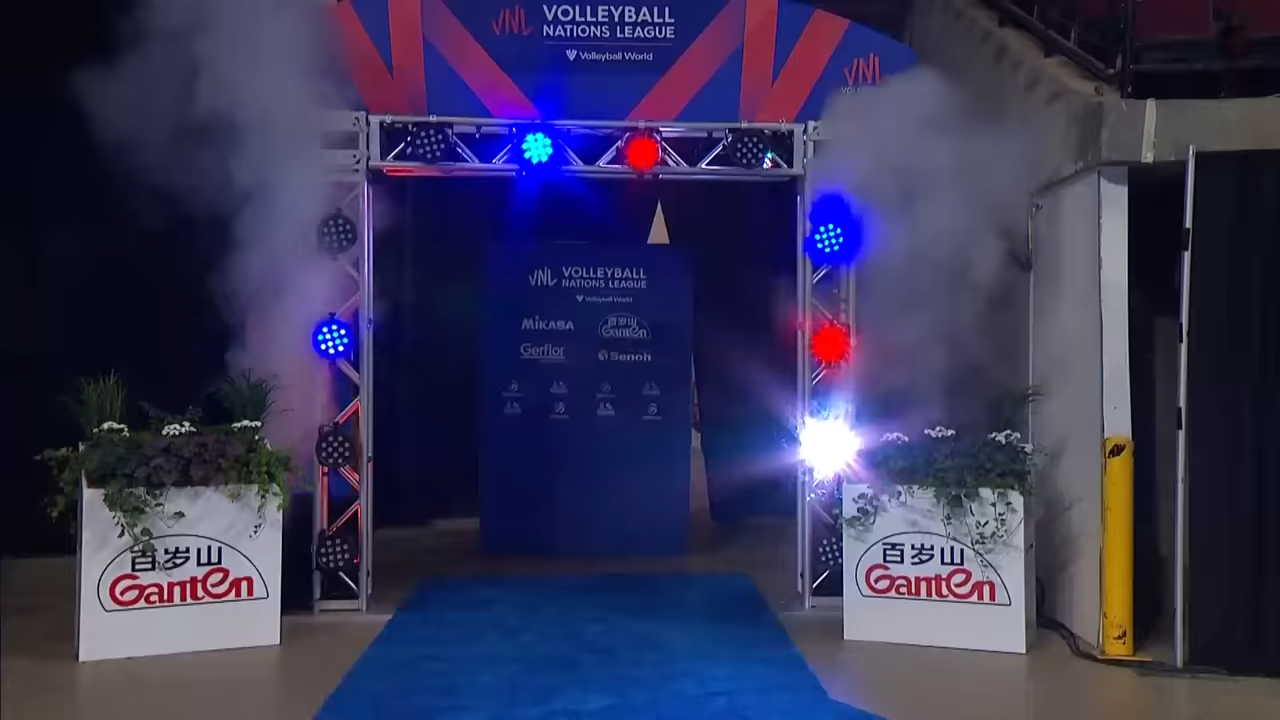 VNL VOLLEYBALL
NATIONS LEAGUE
Volleyball World
VNL
VNL VOLLEYBALL
NATIONS LEAGUE
Volleyball World
MIKASA
百岁山
Ganten
Gerflor
Senoh
百岁山
Ganten
百岁山
Ganten